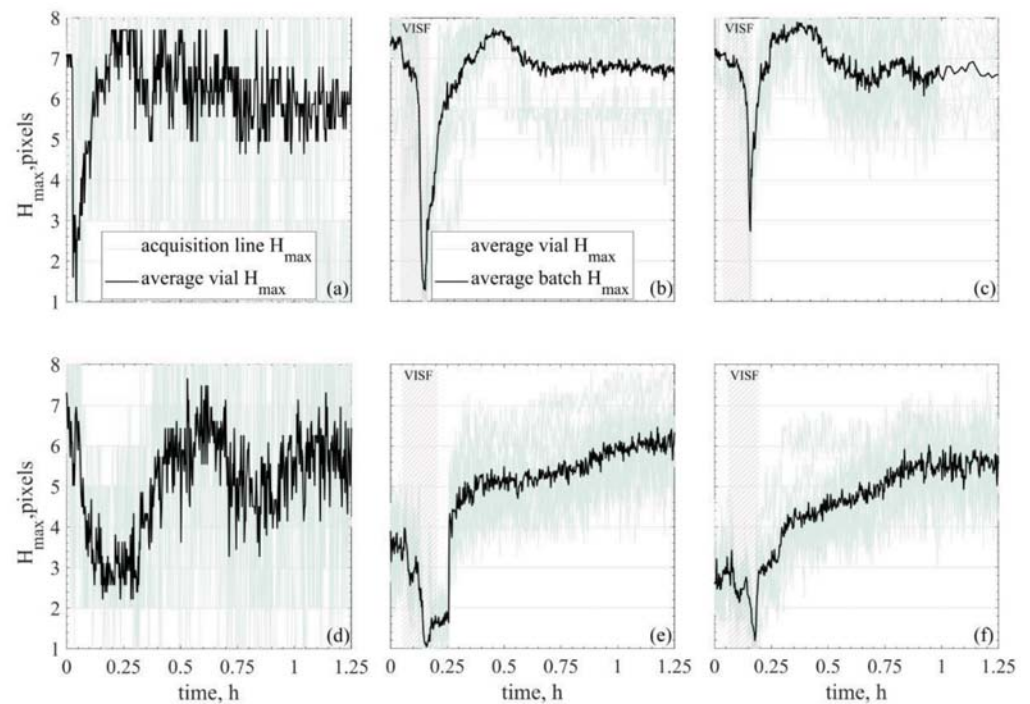 VISF
VISF
8
7
6
5
4
3
2
1
H_max,pixels
acquisition line H_max
average vial H_max
average vial H_max
average batch H_max
(a)
(b)
(c)
VISF
VISF
8
7
6
5
4
3
2
1
H_max,pixels
(d)
(e)
(f)
0 0.25 0.5 0.75 1 1.25
0 0.25 0.5 0.75 1 1.25
0 0.25 0.5 0.75 1 1.25
time, h
time, h
time, h